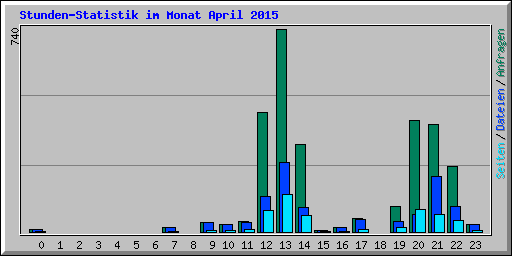 Stunden-Statistik im Monat April 2015
740
Seiten/Dateien/Anfragen
0 1 2 3 4 5 6 7 8 9 10 11 12 13 14 15 16 17 18 19 20 21 22 23